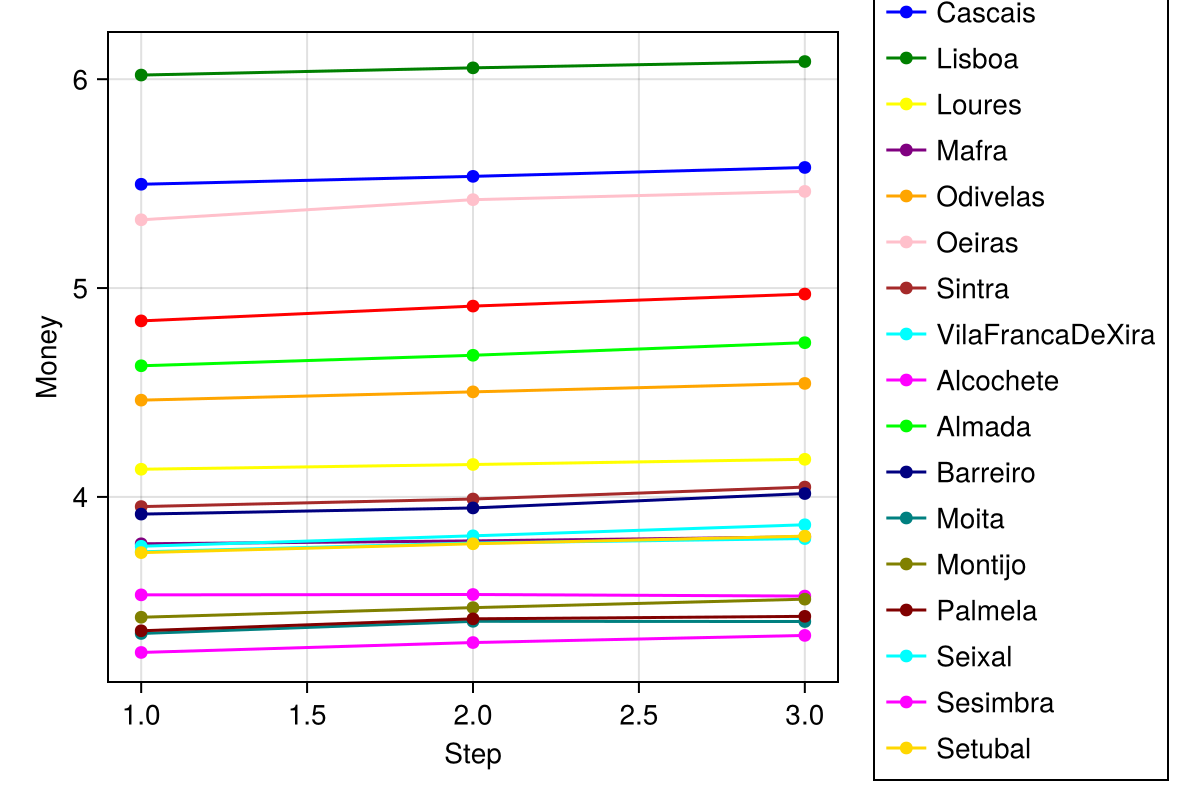 6
5
4
Money
1.0 1.5 2.0 2.5 3.0
Step
Cascais
Lisboa
Loures
Mafra
Odivelas
Oeiras
Sintra
VilaFrancaDeXira
Alcochete
Almada
Barreiro
Moita
Montijo
Palmela
Seixal
Sesimbra
Setubal